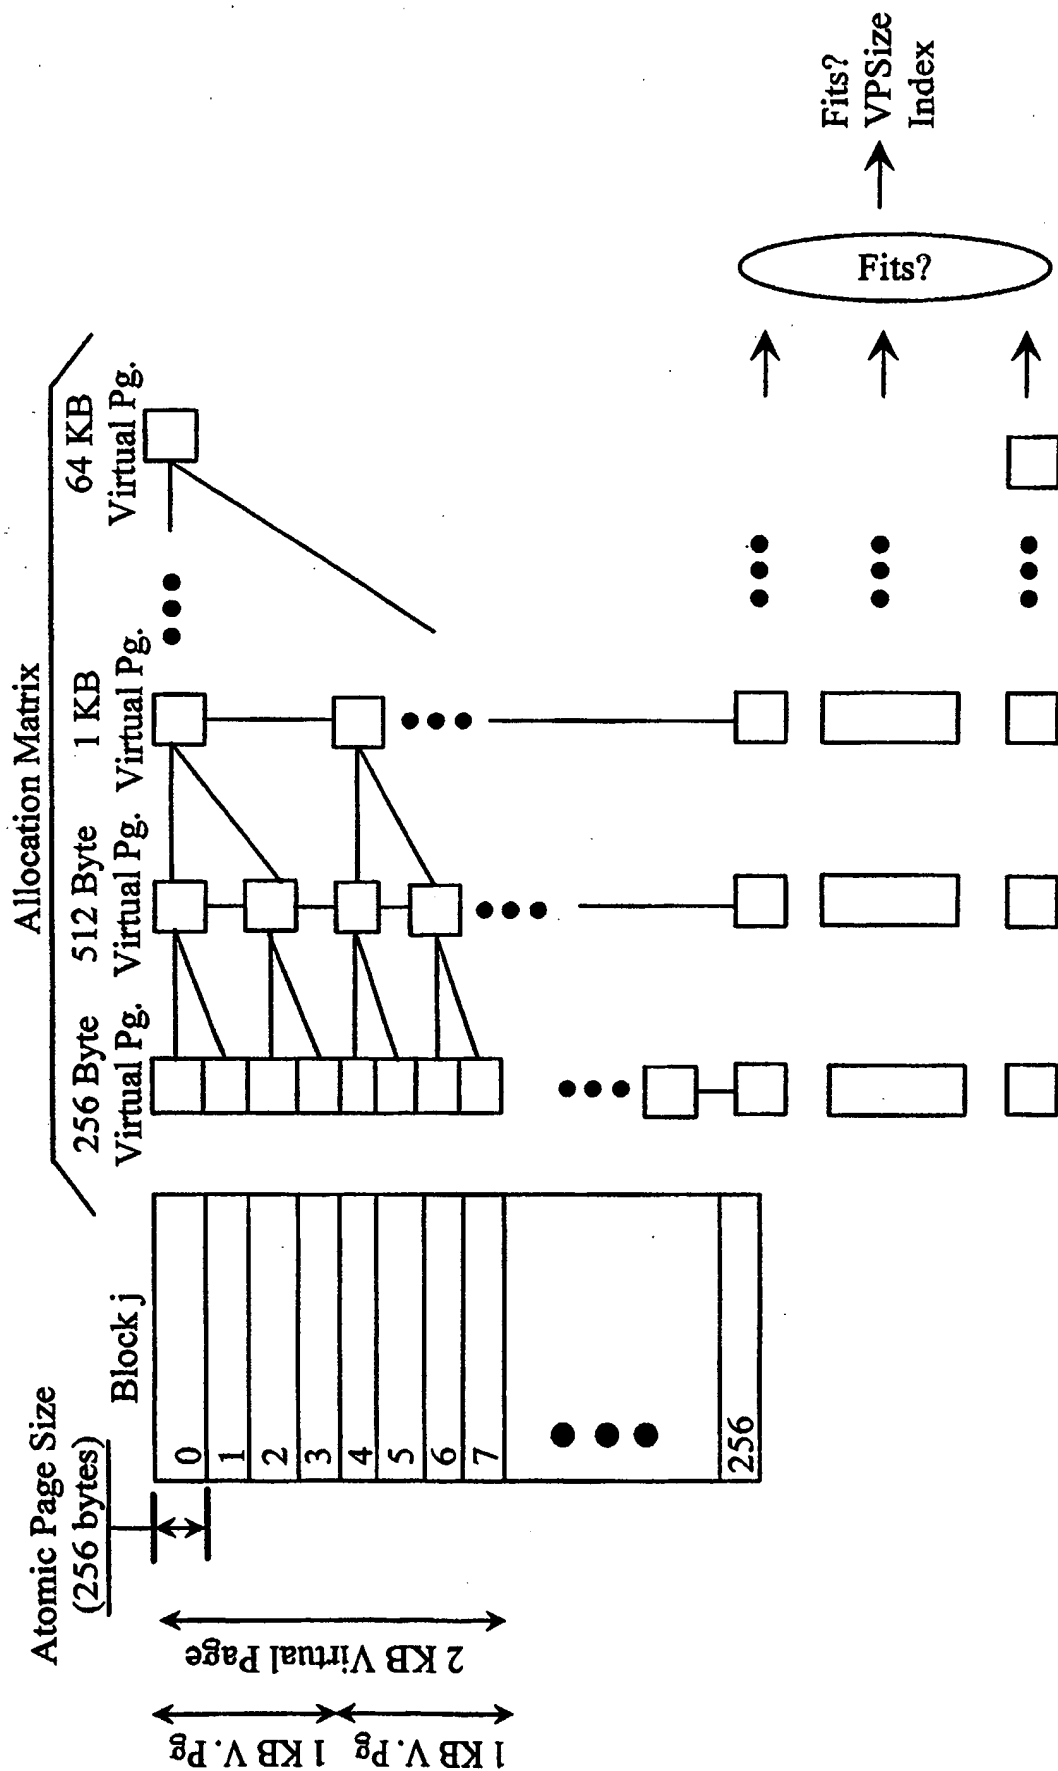 Allocation Matrix
Atomic Page Size
(256 bytes)
Block j
256 Byte
Virtual Pg.
512 Byte
Virtual Pg.
1 KB
Virtual Pg.
64 KB
Virtual Pg.
0
1
2
3
4
5
6
7
256
2 KB Virtual Page
1 KB V. Pg
1 KB V. Pg
Fits?
Fits?
VPSize
Index